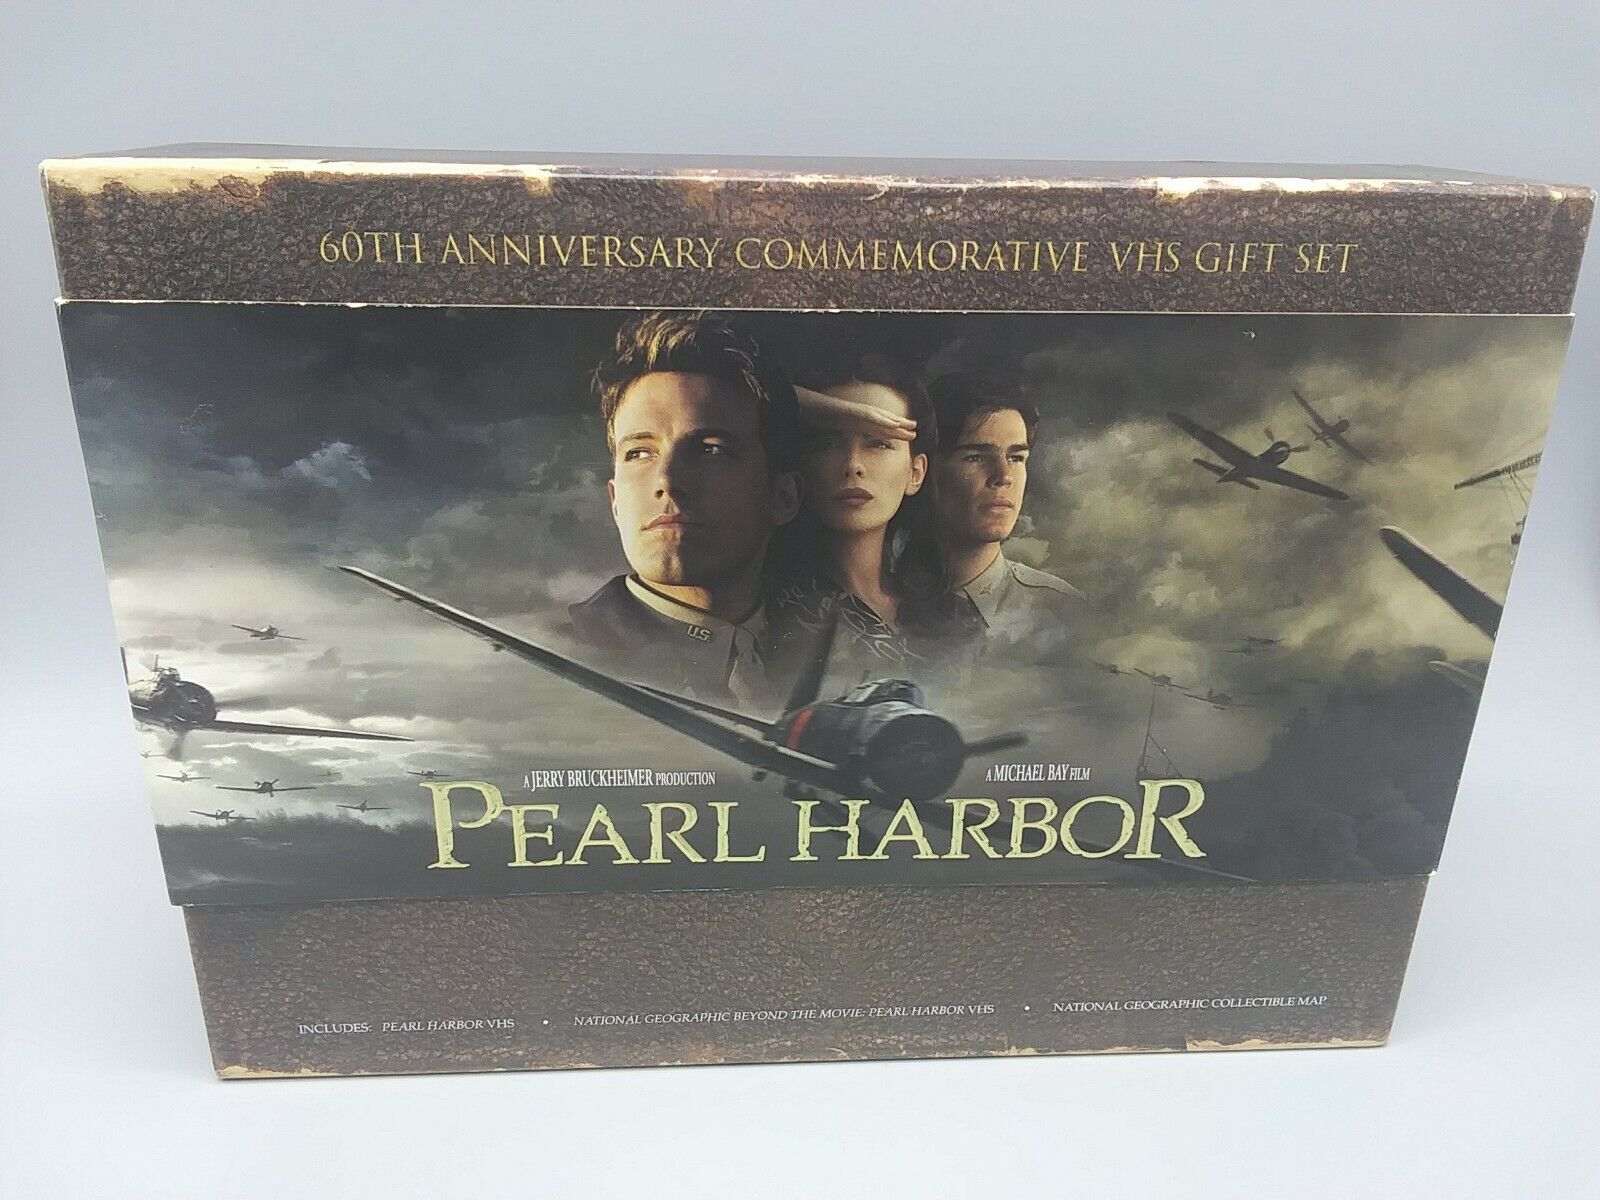 60TH ANNIVERSARY COMMEMORATIVE VHS GIFT SET
U.S.
A JERRY BRUCKHEIMER PRODUCTION
A MICHAEL BAY FILM
PEARL HARBOR
INCLUDES: PEARL HARBOR VHS • NATIONAL GEOGRAPHIC BEYOND THE MOVIE: PEARL HARBOR VHS • NATIONAL GEOGRAPHIC COLLECTIBLE MAP